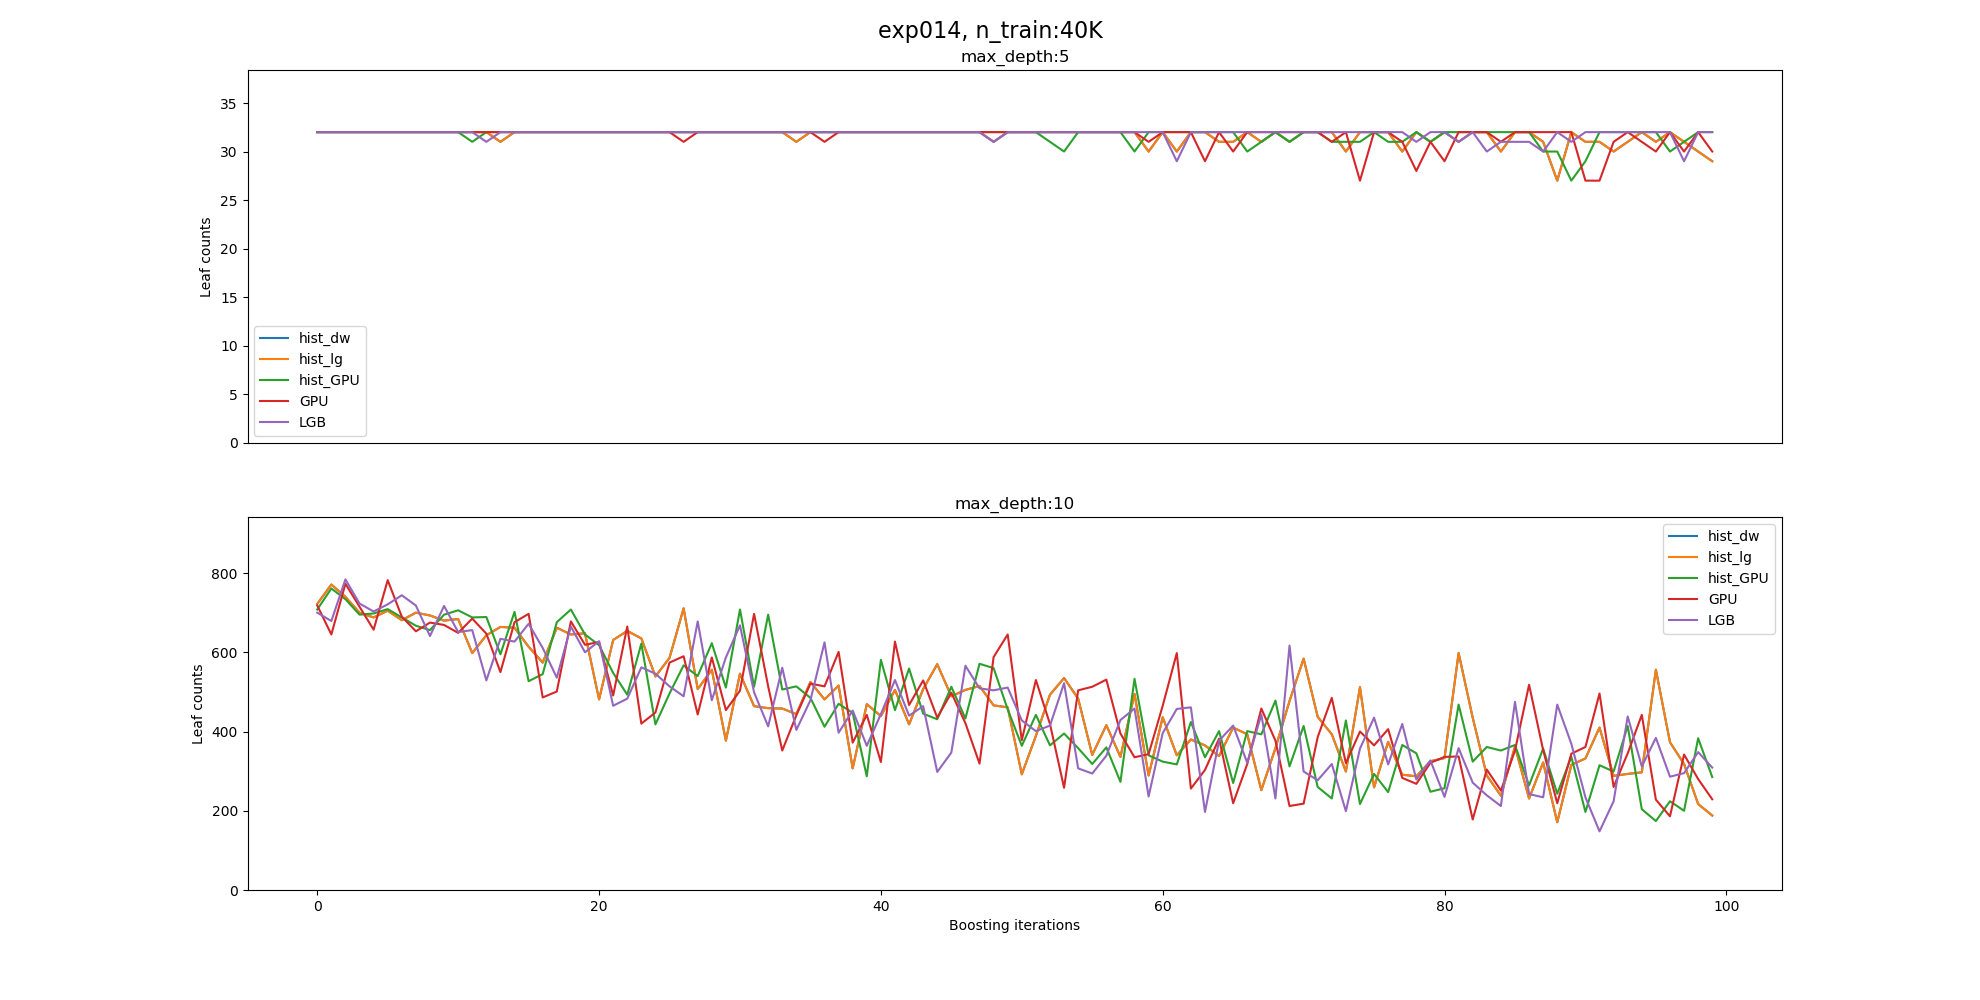 exp014, n_train:40K
max_depth:5
35
30
25
20
15
10
5
0
Leaf counts
hist_dw
hist_lg
hist_GPU
GPU
LGB
max_depth:10
800
600
400
200
0
Leaf counts
hist_dw
hist_lg
hist_GPU
GPU
LGB
0 20 40 60 80 100
Boosting iterations